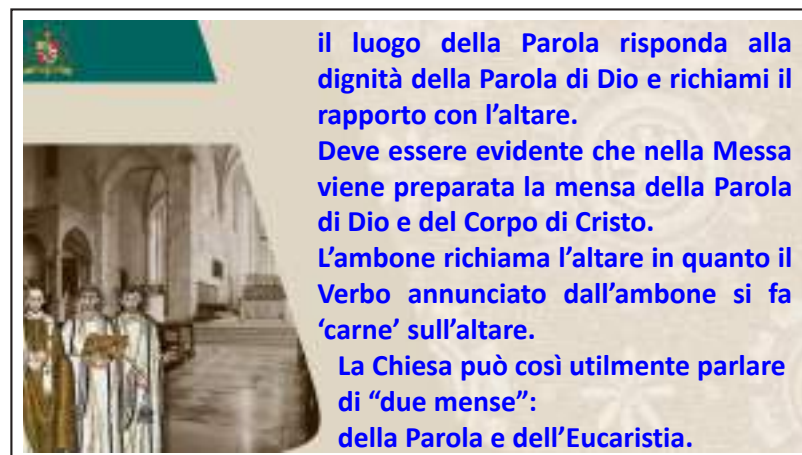 il luogo della Parola risponda alla
dignità della Parola di Dio e richiami il
rapporto con l’altare.
Deve essere evidente che nella Messa
viene preparata la mensa della Parola
di Dio e del Corpo di Cristo.
L’ambone richiama l’altare in quanto il
Verbo annunciato dall’ambone si fa
‘carne’ sull’altare.
La Chiesa può così utilmente parlare
di “due mense”:
della Parola e dell’Eucaristia.